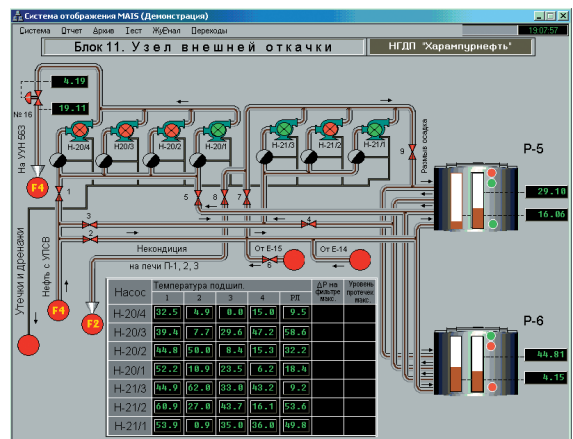 Система отображения MAIS (Демонстрация)
Система Отчет Архив Тест ЖуРнал Переходы
19:07:57
Блок 11. Узел внешней откачки
НГДП "Харампурнефть"
4.19
19.11
№ 16
На УУН 563
F4
Н-20/4
Н20/3
Н-20/2
Н-20/1
Н-21/3
Н-21/2
Н-21/1
9
Размыв осадка
Р-5
29.10
16.06
1
5
8
7
3
2
4
6
Утечки и дренажи
Нефть с УПСВ
Некондиция
на печи П-1, 2, 3
От Е-15
От Е-14
F4
F2
Р-6
44.81
4.15
Насос Температура подшип. ΔР на фильтре макс. Уровень протечек макс.
1 2 3 4 РЛ
Н-20/4 32.5 4.9 0.0 15.0 9.5
Н-20/3 39.4 7.7 29.6 47.2 58.6
Н-20/2 44.8 50.0 8.4 15.3 32.2
Н-20/1 52.2 10.9 23.5 6.2 18.4
Н-21/3 44.9 62.0 33.0 43.2 9.2
Н-21/2 60.9 27.0 43.7 16.1 53.6
Н-21/1 53.9 0.9 35.0 36.0 49.8